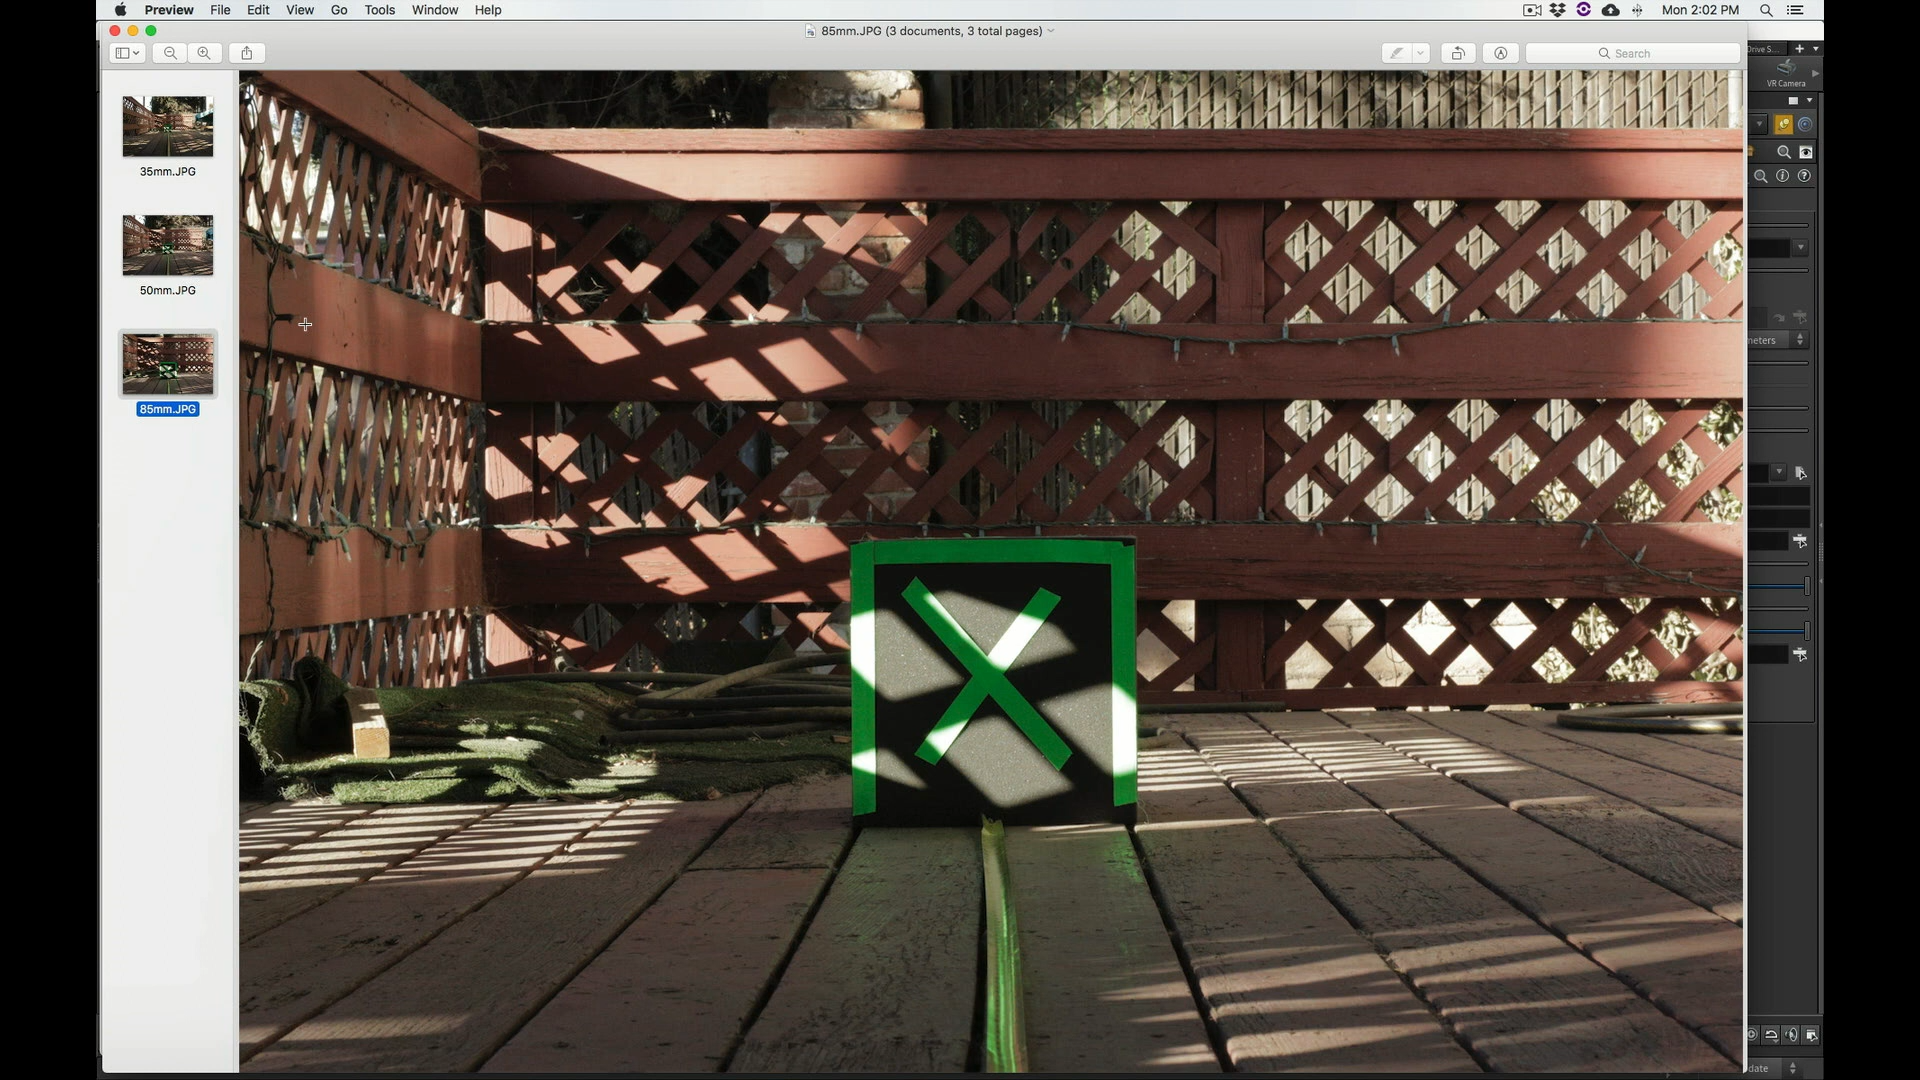 Preview File Edit View Go Tools Window Help
Mon 2:02 PM
85mm.JPG (3 documents, 3 total pages)
Search
35mm.JPG
50mm.JPG
85mm.JPG
Drive S...
VR Camera
meters
date